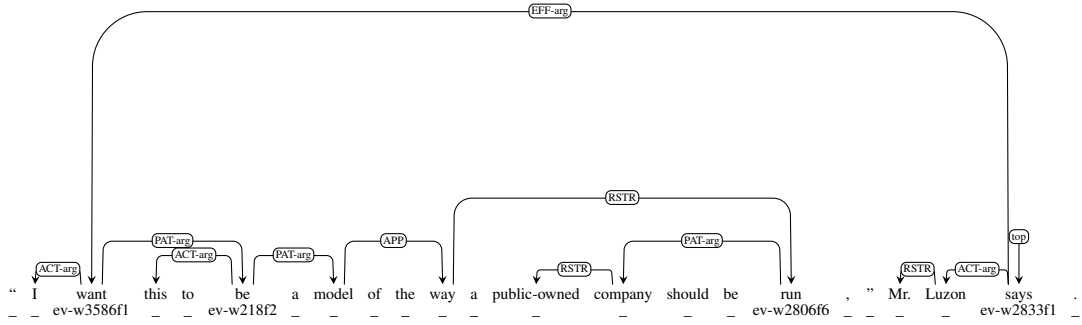 EFF-arg
RSTR
top
PAT-arg APP PAT-arg
ACT-arg PAT-arg
ACT-arg RSTR RSTR ACT-arg
“ I want this to be a model of the way a public-owned company should be run , ” Mr. Luzon says .
_ _ ev-w3586f1 _ _ ev-w218f2 _ _ _ _ _ _ _ _ _ _ ev-w2806f6 _ _ _ _ ev-w2833f1 _